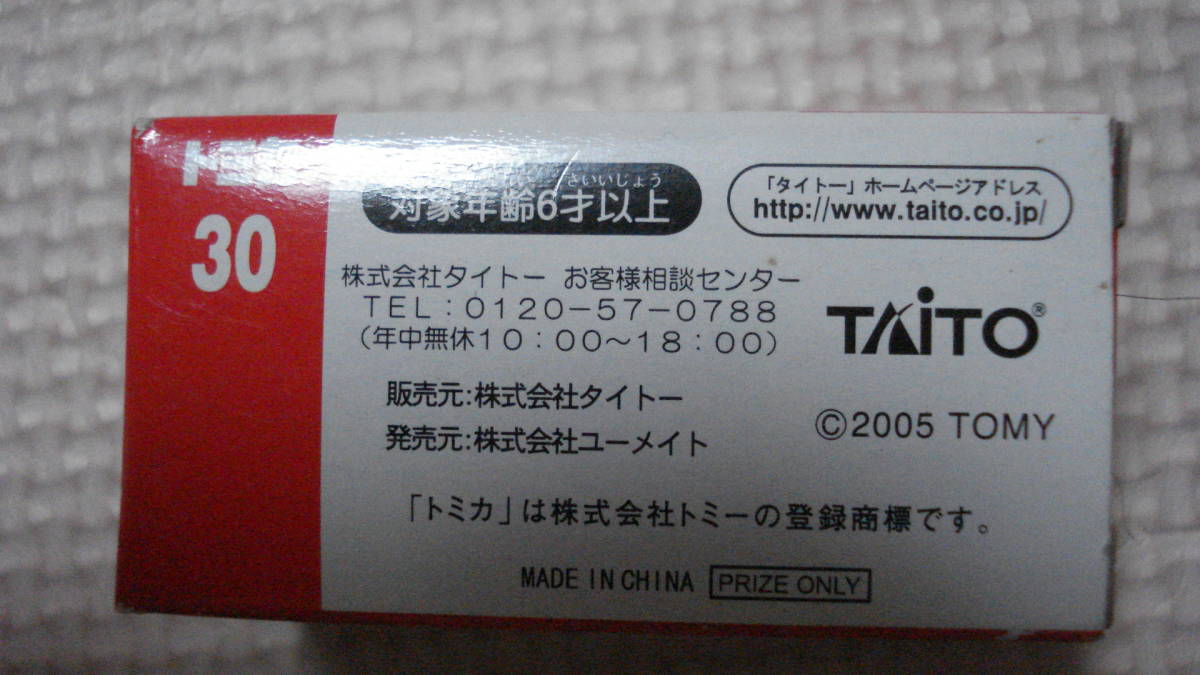 トミカ
30
さいいじょう
対象年齢6才以上
「タイトー」ホームページアドレス
http://www.taito.co.jp/
株式会社タイトー お客様相談センター
TEL：0120−57−0788
（年中無休10：00〜18：00）
TAiTO®
販売元:株式会社タイトー
発売元:株式会社ユーメイト
©2005 TOMY
「トミカ」は株式会社トミーの登録商標です。
MADE IN CHINA PRIZE ONLY